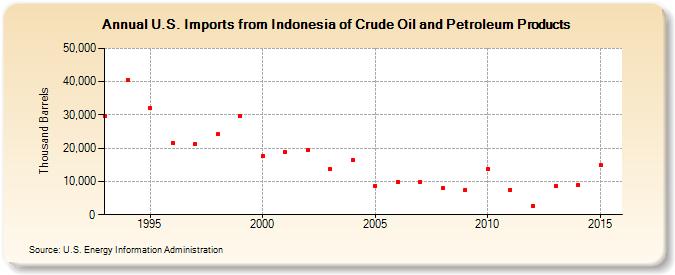 Annual U.S. Imports from Indonesia of Crude Oil and Petroleum Products
Thousand Barrels
50,000
40,000
30,000
20,000
10,000
0
1995 2000 2005 2010 2015
Source: U.S. Energy Information Administration